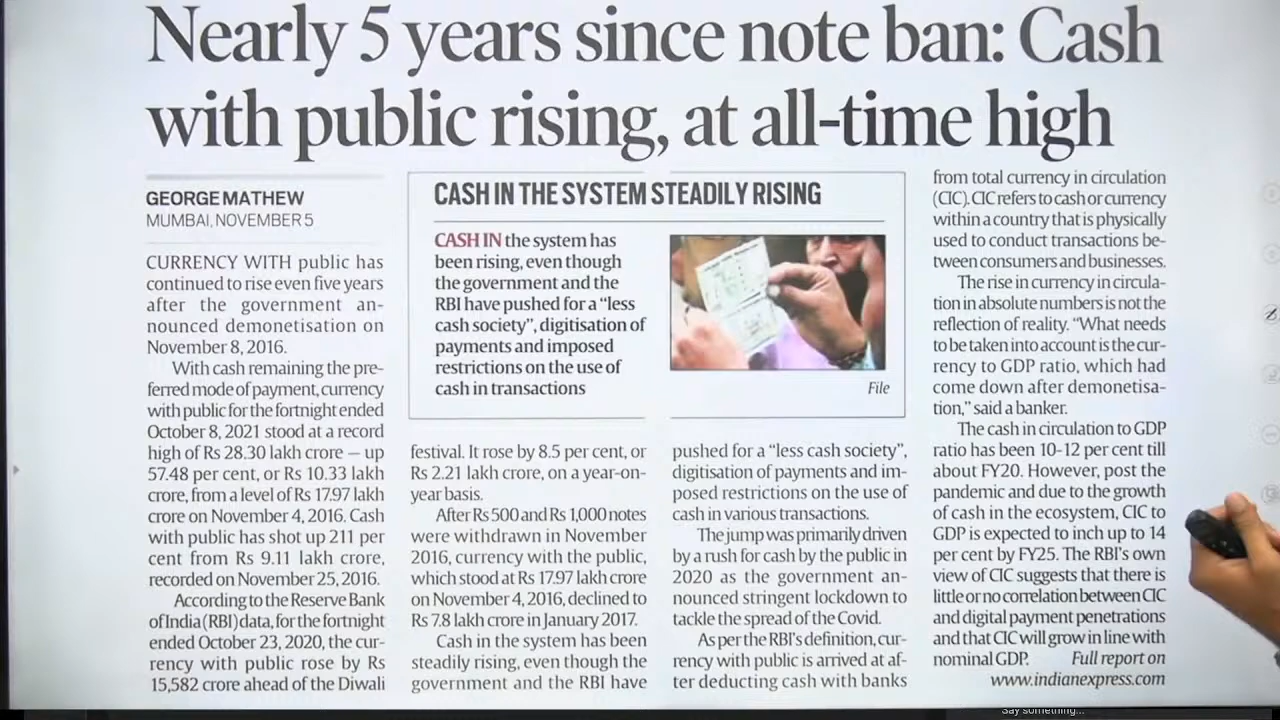 Nearly 5 years since note ban: Cash
with public rising, at all-time high
GEORGE MATHEW
MUMBAI, NOVEMBER 5
CURRENCY WITH public has
continued to rise even five years
after the government an-
nounced demonetisation on
November 8, 2016.
With cash remaining the pre-
ferred mode of payment, currency
with public for the fortnight ended
October 8, 2021 stood at a record
high of Rs 28.30 lakh crore — up
57.48 per cent, or Rs 10.33 lakh
crore, from a level of Rs 17.97 lakh
crore on November 4, 2016. Cash
with public has shot up 211 per
cent from Rs 9.11 lakh crore,
recorded on November 25, 2016.
According to the Reserve Bank
of India (RBI) data, for the fortnight
ended October 23, 2020, the cur-
rency with public rose by Rs
15,582 crore ahead of the Diwali
CASH IN THE SYSTEM STEADILY RISING
CASH IN the system has
been rising, even though
the government and the
RBI have pushed for a “less
cash society”, digitisation of
payments and imposed
restrictions on the use of
cash in transactions
File
festival. It rose by 8.5 per cent, or
Rs 2.21 lakh crore, on a year-on-
year basis.
After Rs 500 and Rs 1,000 notes
were withdrawn in November
2016, currency with the public,
which stood at Rs 17.97 lakh crore
on November 4, 2016, declined to
Rs 7.8 lakh crore in January 2017.
Cash in the system has been
steadily rising, even though the
government and the RBI have
pushed for a “less cash society”,
digitisation of payments and im-
posed restrictions on the use of
cash in various transactions.
The jump was primarily driven
by a rush for cash by the public in
2020 as the government an-
nounced stringent lockdown to
tackle the spread of the Covid.
As per the RBI’s definition, cur-
rency with public is arrived at af-
ter deducting cash with banks
from total currency in circulation
(CIC). CIC refers to cash or currency
within a country that is physically
used to conduct transactions be-
tween consumers and businesses.
The rise in currency in circula-
tion in absolute numbers is not the
reflection of reality. “What needs
to be taken into account is the cur-
rency to GDP ratio, which had
come down after demonetisa-
tion,” said a banker.
The cash in circulation to GDP
ratio has been 10-12 per cent till
about FY20. However, post the
pandemic and due to the growth
of cash in the ecosystem, CIC to
GDP is expected to inch up to 14
per cent by FY25. The RBI’s own
view of CIC suggests that there is
little or no correlation between CIC
and digital payment penetrations
and that CIC will grow in line with
nominal GDP. Full report on
www.indianexpress.com
Say something...